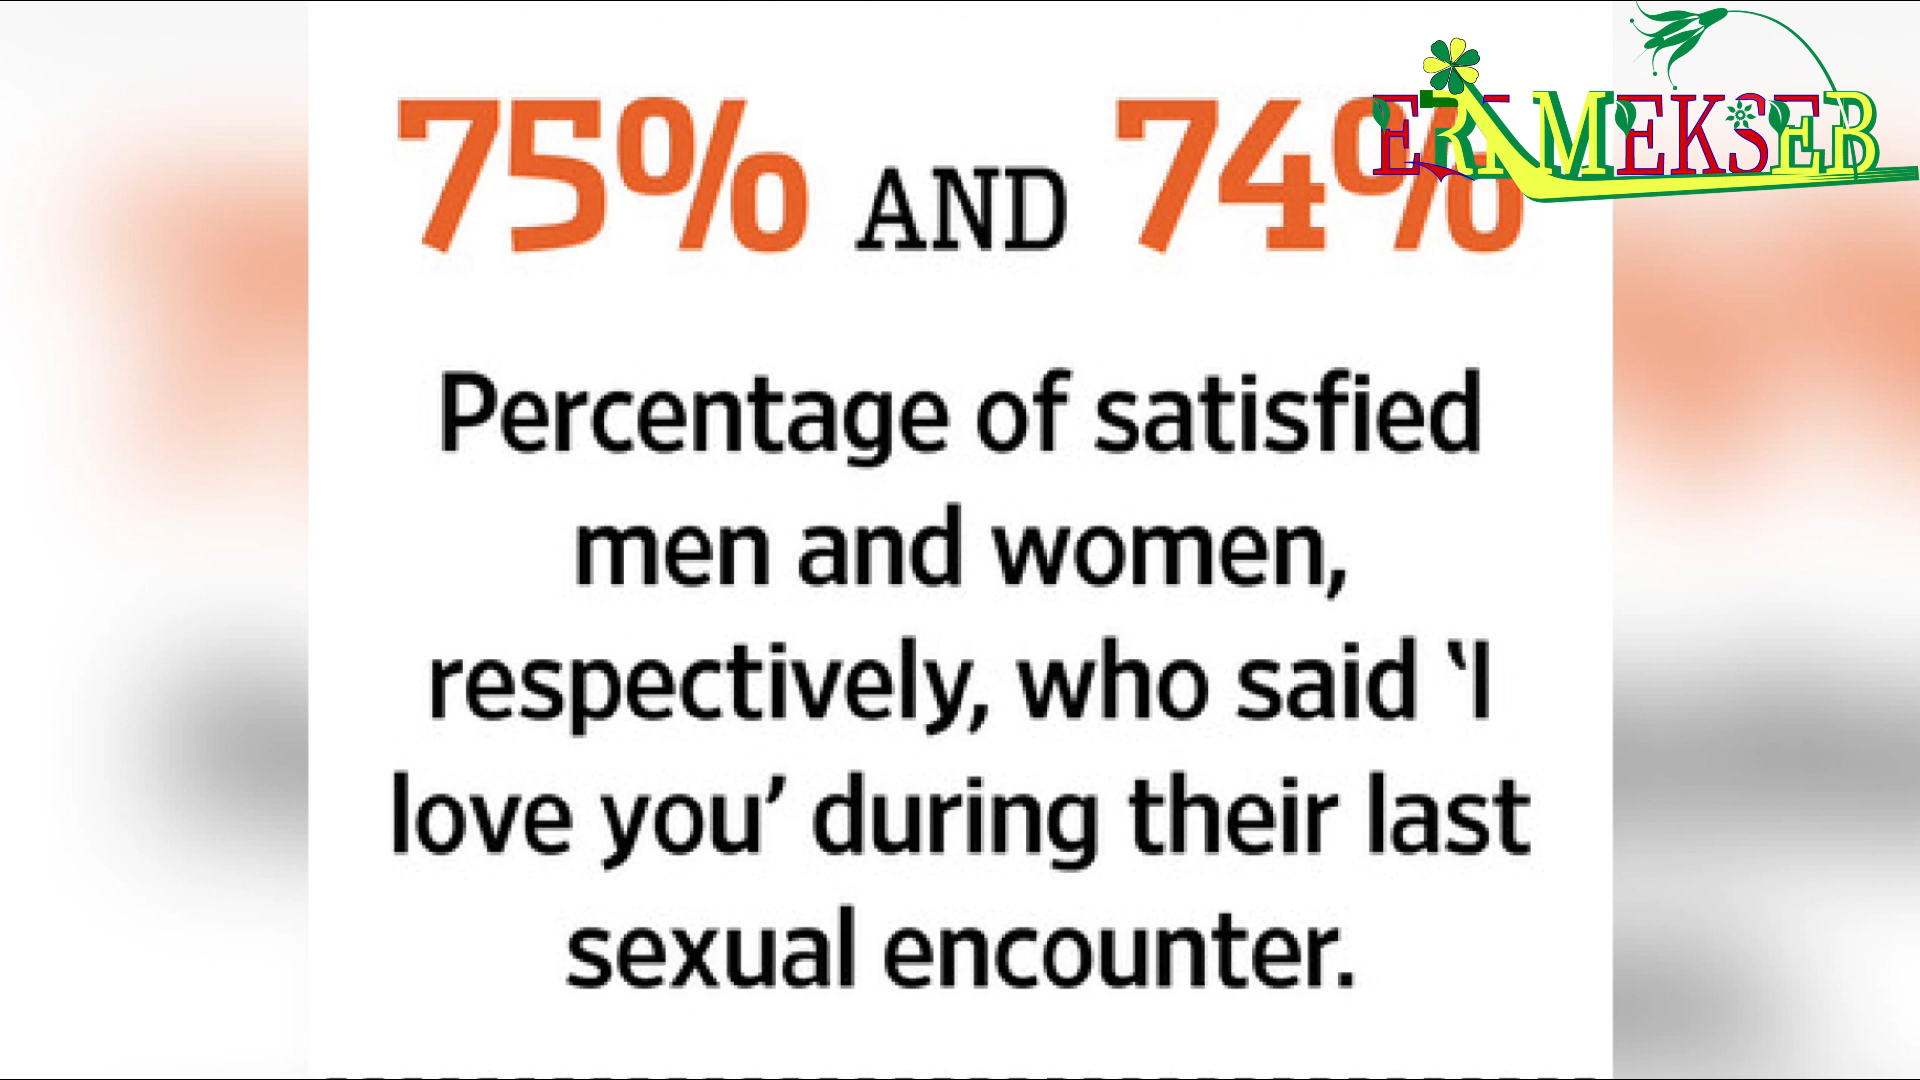 75% AND 74%
ERMEKSEB
Percentage of satisfied
men and women,
respectively, who said ‘I
love you’ during their last
sexual encounter.